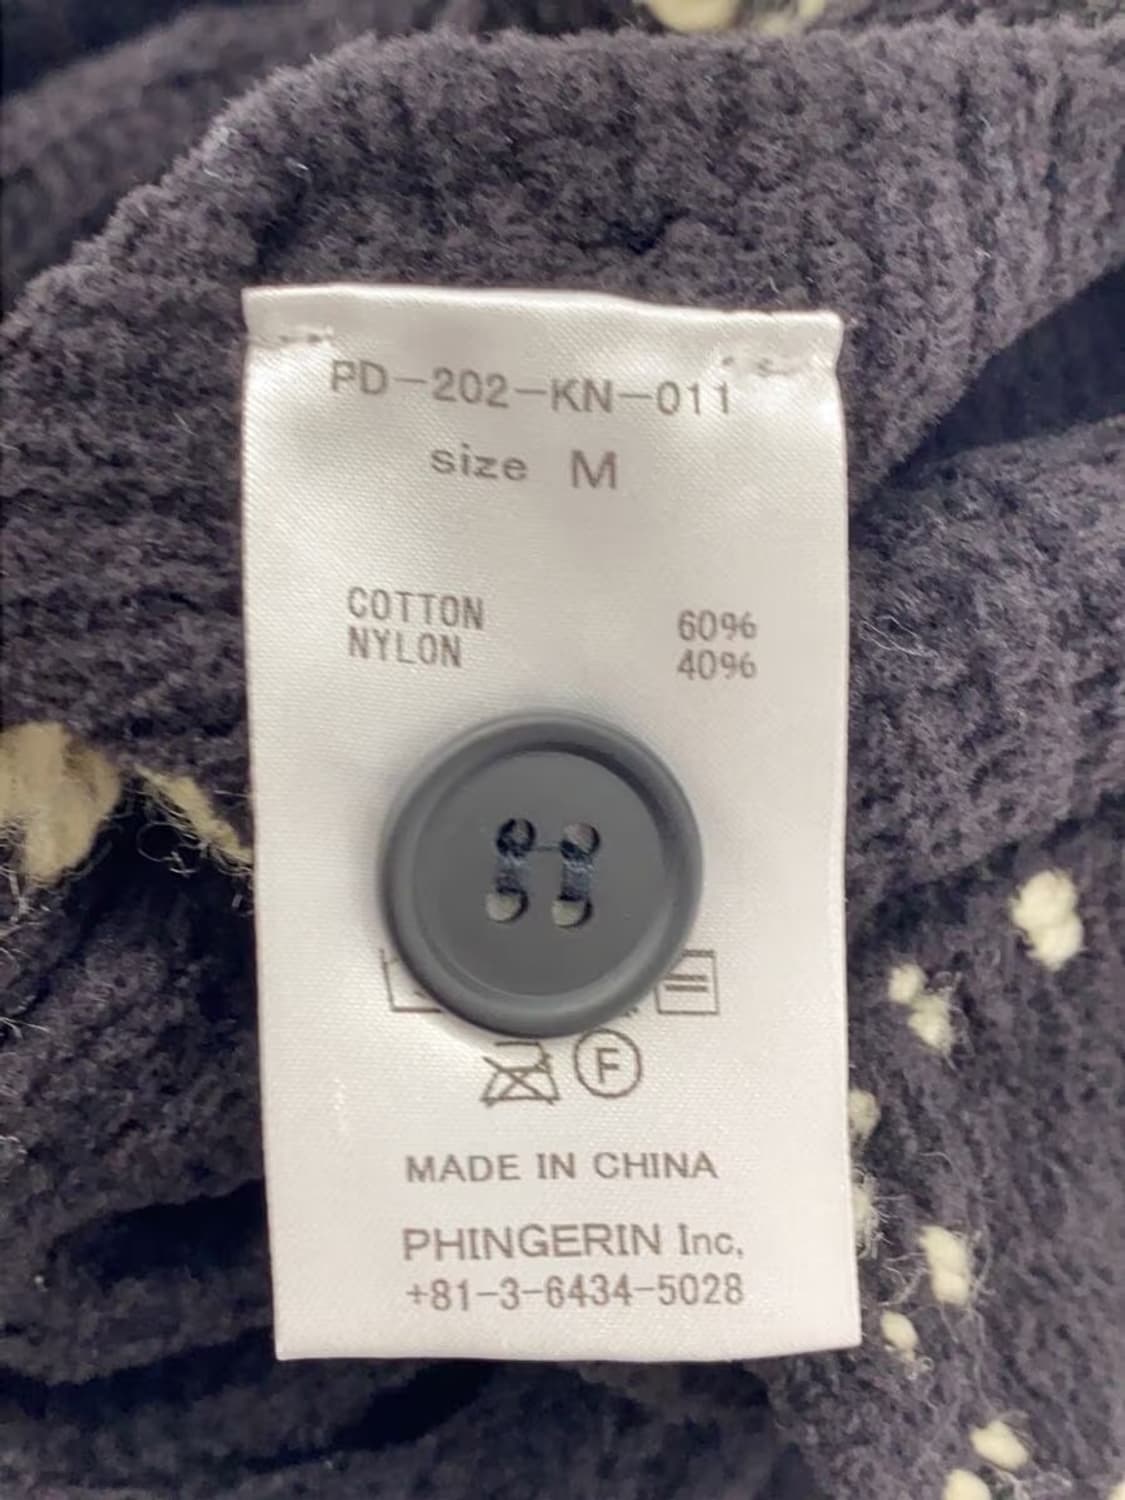 PD-202-KN-011
size M
COTTON 60%
NYLON 40%
F
MADE IN CHINA
PHINGERIN Inc.
+81-3-6434-5028